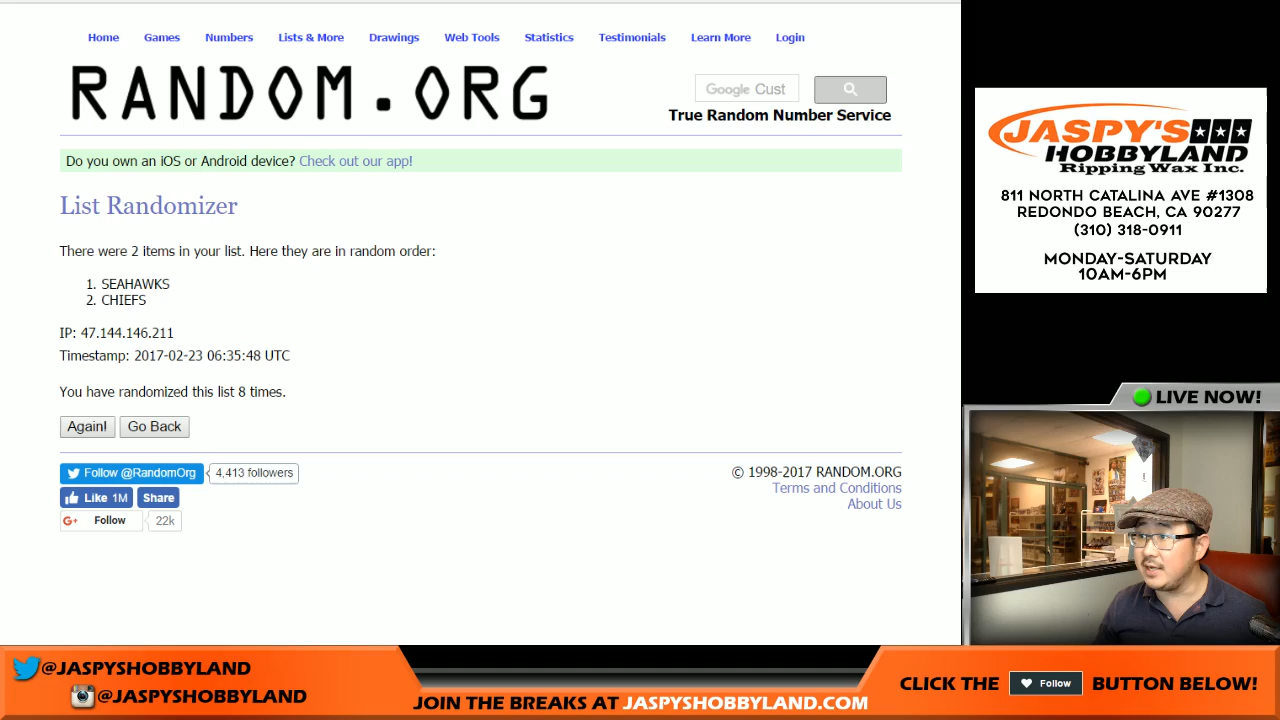 Home Games Numbers Lists & More Drawings Web Tools Statistics Testimonials Learn More Login
RANDOM.ORG
Google Cust
True Random Number Service
Do you own an iOS or Android device? Check out our app!
List Randomizer
There were 2 items in your list. Here they are in random order:
1. SEAHAWKS
2. CHIEFS
IP: 47.144.146.211
Timestamp: 2017-02-23 06:35:48 UTC
You have randomized this list 8 times.
Again! Go Back
Follow @RandomOrg 4,413 followers
Like 1M Share
G+ Follow 22k
© 1998-2017 RANDOM.ORG
Terms and Conditions
About Us
JASPY'S
HOBBYLAND
Ripping Wax Inc.
811 NORTH CATALINA AVE #1308
REDONDO BEACH, CA 90277
(310) 318-0911
MONDAY-SATURDAY
10AM-6PM
LIVE NOW!
@JASPYSHOBBYLAND
@JASPYSHOBBYLAND
JOIN THE BREAKS AT JASPYSHOBBYLAND.COM
CLICK THE Follow BUTTON BELOW!